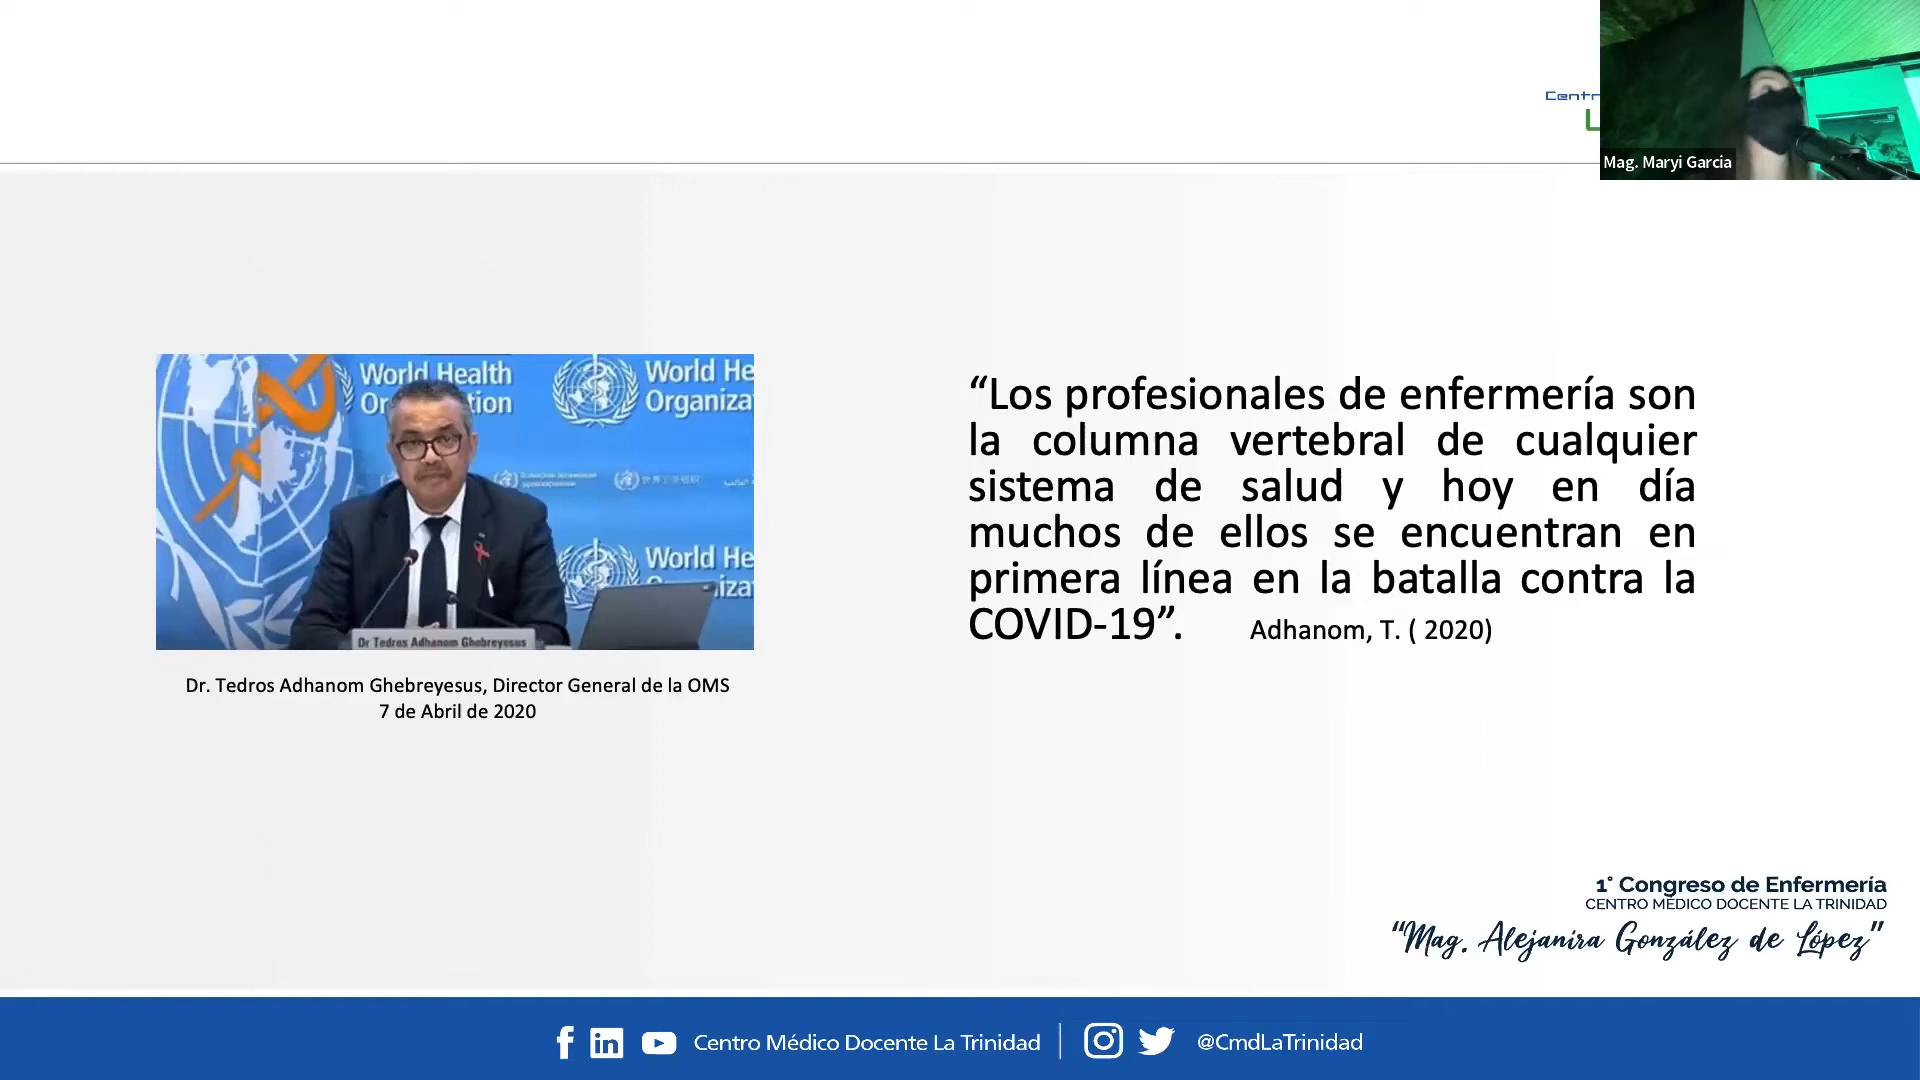 Centr
L
Mag. Maryi Garcia
World Health
World He
Organiza
“Los profesionales de enfermería son
la columna vertebral de cualquier
sistema de salud y hoy en día
muchos de ellos se encuentran en
primera línea en la batalla contra la
COVID-19”. Adhanom, T. ( 2020)
World He
Dr Tedros Adhanom Ghebreyesus
Dr. Tedros Adhanom Ghebreyesus, Director General de la OMS
7 de Abril de 2020
1° Congreso de Enfermería
CENTRO MÉDICO DOCENTE LA TRINIDAD
“Mag. Alejanira González de López”
Centro Médico Docente La Trinidad
@CmdLaTrinidad